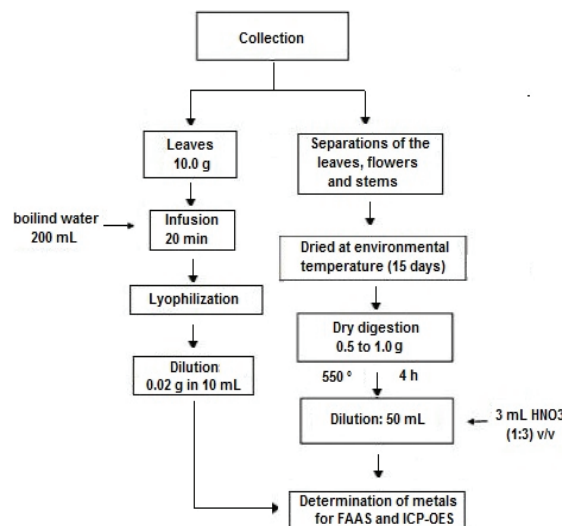 Collection
Leaves
10.0 g
boilind water
200 mL
Infusion
20 min
Lyophilization
Dilution:
0.02 g in 10 mL
Separations of the
leaves, flowers
and stems
Dried at environmental
temperature (15 days)
Dry digestion
0.5 to 1.0 g
550 ° 4 h
Dilution: 50 mL
3 mL HNO3
(1:3) v/v
Determination of metals
for FAAS and ICP-OES